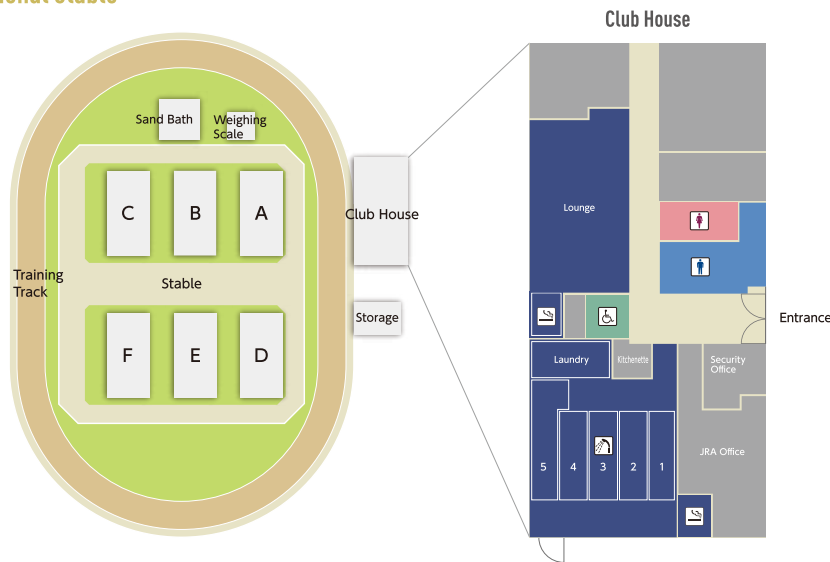 Club House
Sand Bath
Weighing
Scale
C
B
A
Club House
Lounge
Training
Track
Stable
Storage
Entrance
F
E
D
Laundry
Kitchenette
Security
Office
JRA Office
5
4
3
2
1